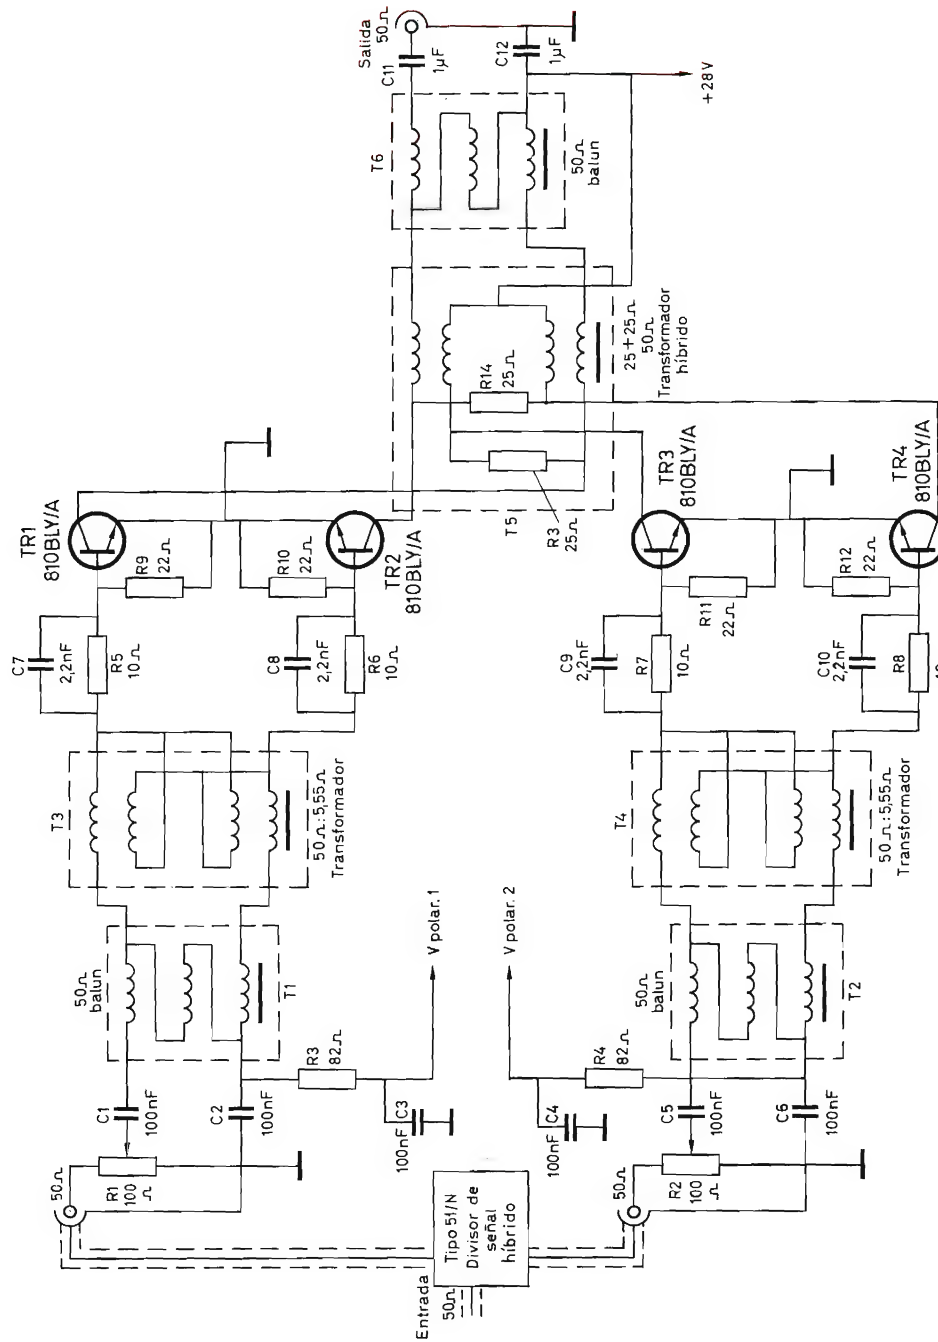 Salida
50Ω
C11
1µF
C12
1µF
+28V
T6
50Ω
balun
R14
25Ω
25+25Ω
50Ω
Transformador
híbrido
R3
25Ω
T5
TR1
810BLY/A
R9
22Ω
R10
22Ω
TR2
810BLY/A
TR3
810BLY/A
R11
22Ω
R12
22Ω
TR4
810BLY/A
C7
2,2nF
R5
10Ω
C8
2,2nF
R6
10Ω
C9
2,2nF
R7
10Ω
C10
2,2nF
R8
T3
50Ω:5,55Ω
Transformador
T4
50Ω:5,55Ω
Transformador
50Ω
balun
T1
50Ω
balun
T2
V polar. 1
V polar. 2
R3
82Ω
R4
82Ω
C1
100nF
C2
100nF
C3
100nF
C4
100nF
C5
100nF
C6
100nF
50Ω
R1
100
Ω
50Ω
R2
100
Ω
Tipo 51/N
Divisor de
señal
híbrido
Entrada
50Ω